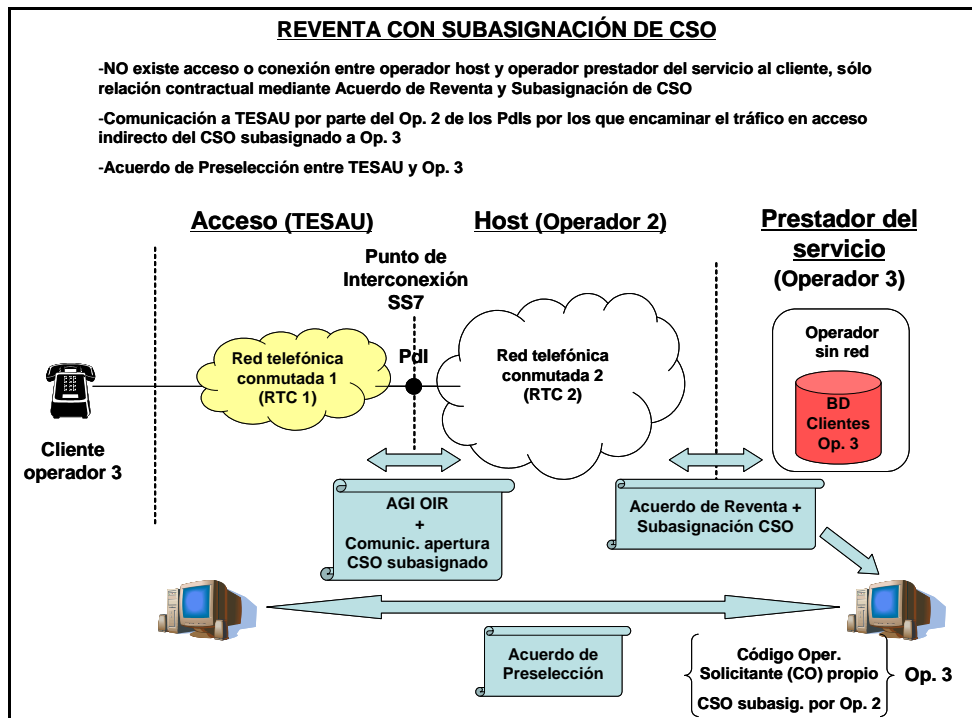 REVENTA CON SUBASIGNACIÓN DE CSO
-NO existe acceso o conexión entre operador host y operador prestador del servicio al cliente, sólo
relación contractual mediante Acuerdo de Reventa y Subasignación de CSO
-Comunicación a TESAU por parte del Op. 2 de los PdIs por los que encaminar el tráfico en acceso
indirecto del CSO subasignado a Op. 3
-Acuerdo de Preselección entre TESAU y Op. 3
Acceso (TESAU)
Host (Operador 2)
Prestador del
servicio
(Operador 3)
Punto de
Interconexión
SS7
PdI
Red telefónica
conmutada 1
(RTC 1)
Red telefónica
conmutada 2
(RTC 2)
Operador
sin red
BD
Clientes
Op. 3
Cliente
operador 3
AGI OIR
+
Comunic. apertura
CSO subasignado
Acuerdo de Reventa +
Subasignación CSO
Acuerdo de
Preselección
Código Oper.
Solicitante (CO) propio
CSO subasig. por Op. 2
Op. 3